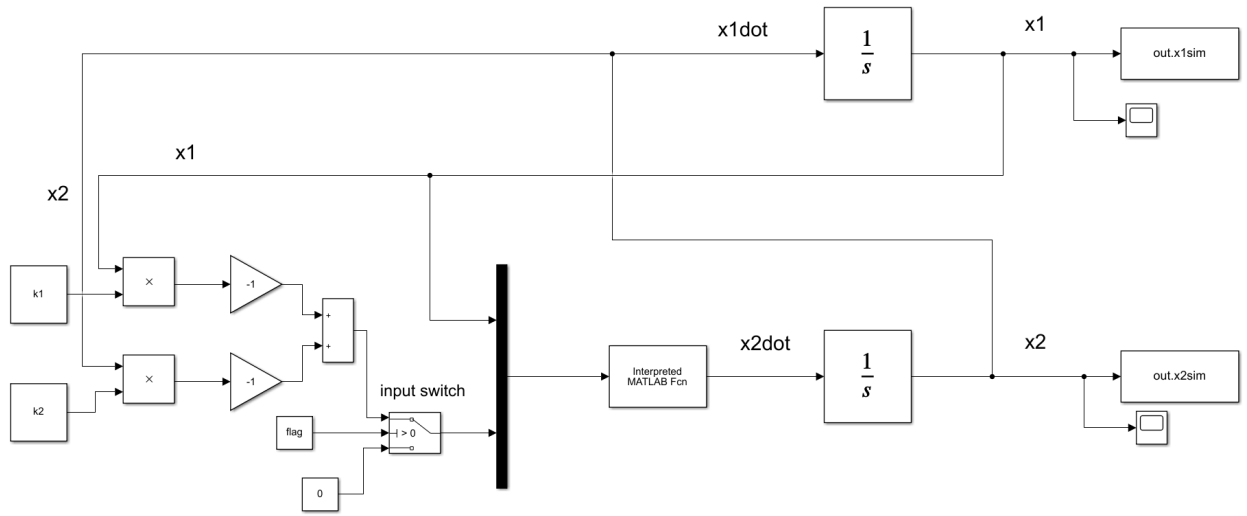 x1dot
1
s
x1
out.x1sim
x1
x2
k1
×
-1
+
+
k2
×
-1
input switch
flag
> 0
0
Interpreted
MATLAB Fcn
x2dot
1
s
x2
out.x2sim